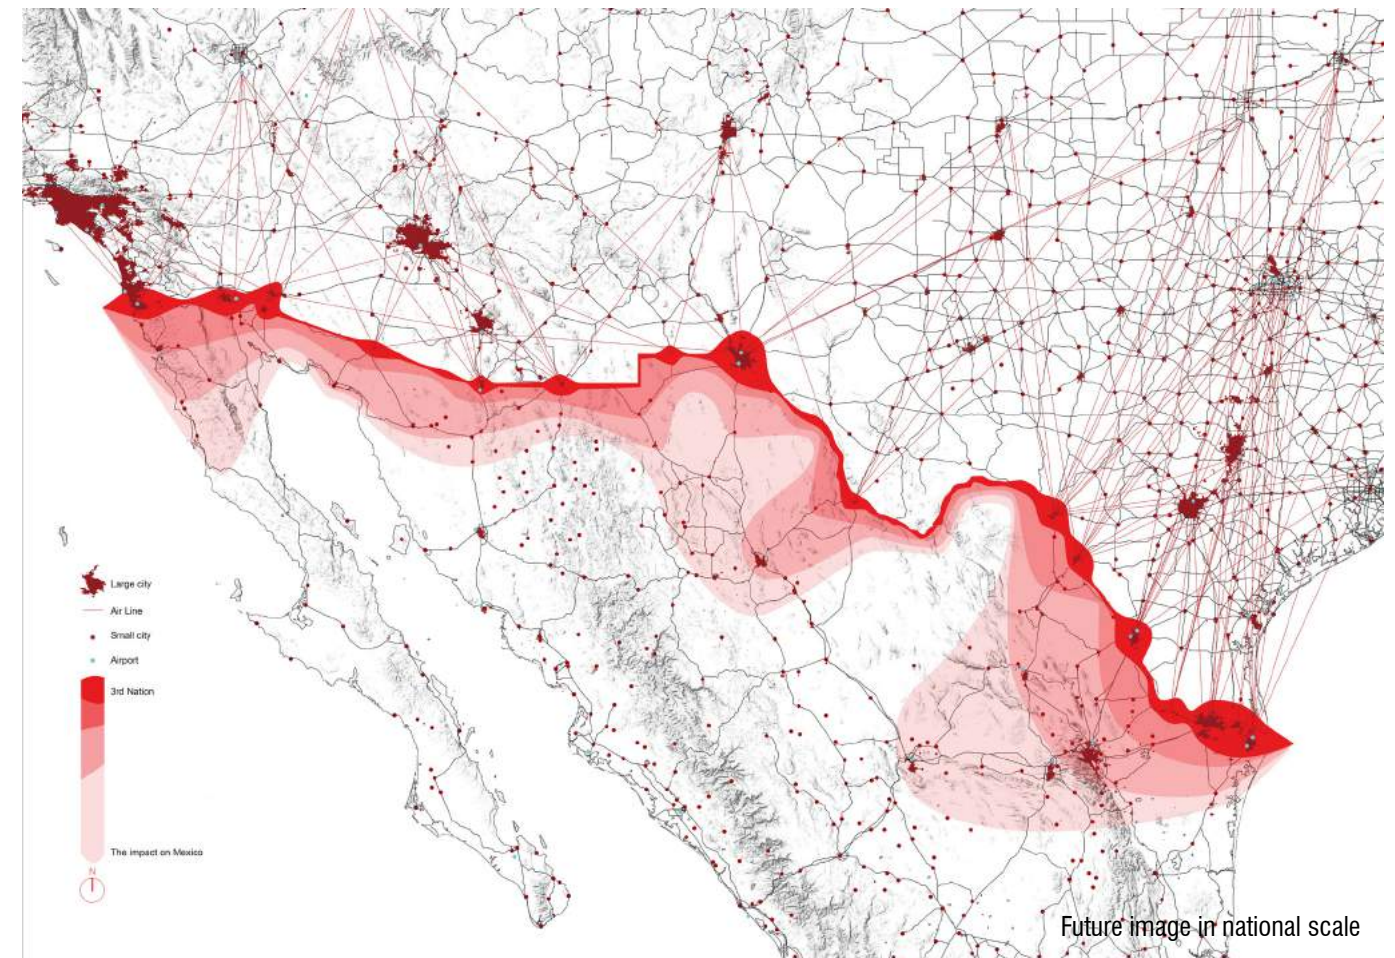 Large city
Air Line
Small city
Airport
3rd Nation
The impact on Mexico
N
Future image in national scale